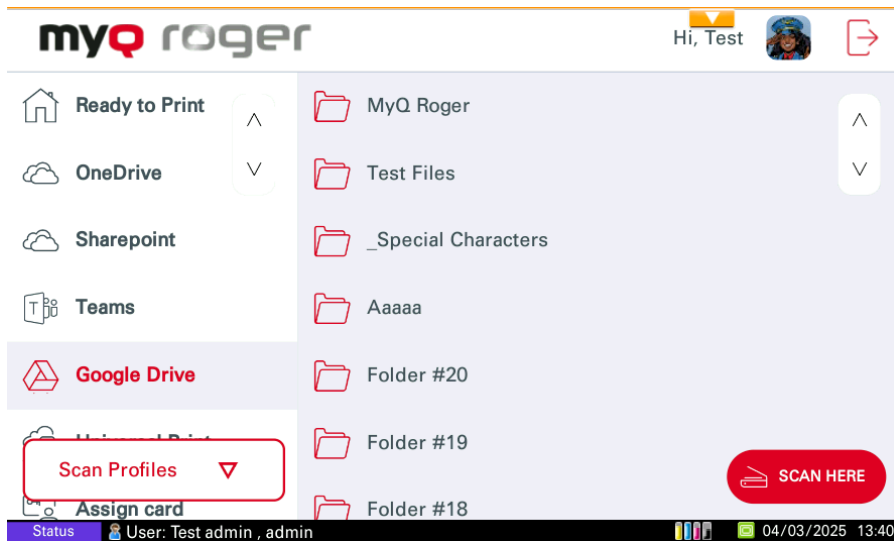 myQ roger
Hi, Test
Ready to Print
OneDrive
Sharepoint
T Teams
Google Drive
Universal Print
Scan Profiles
Assign card
MyQ Roger
Test Files
_Special Characters
Aaaaa
Folder #20
Folder #19
Folder #18
SCAN HERE
Status
User: Test admin , admin
04/03/2025 13:40